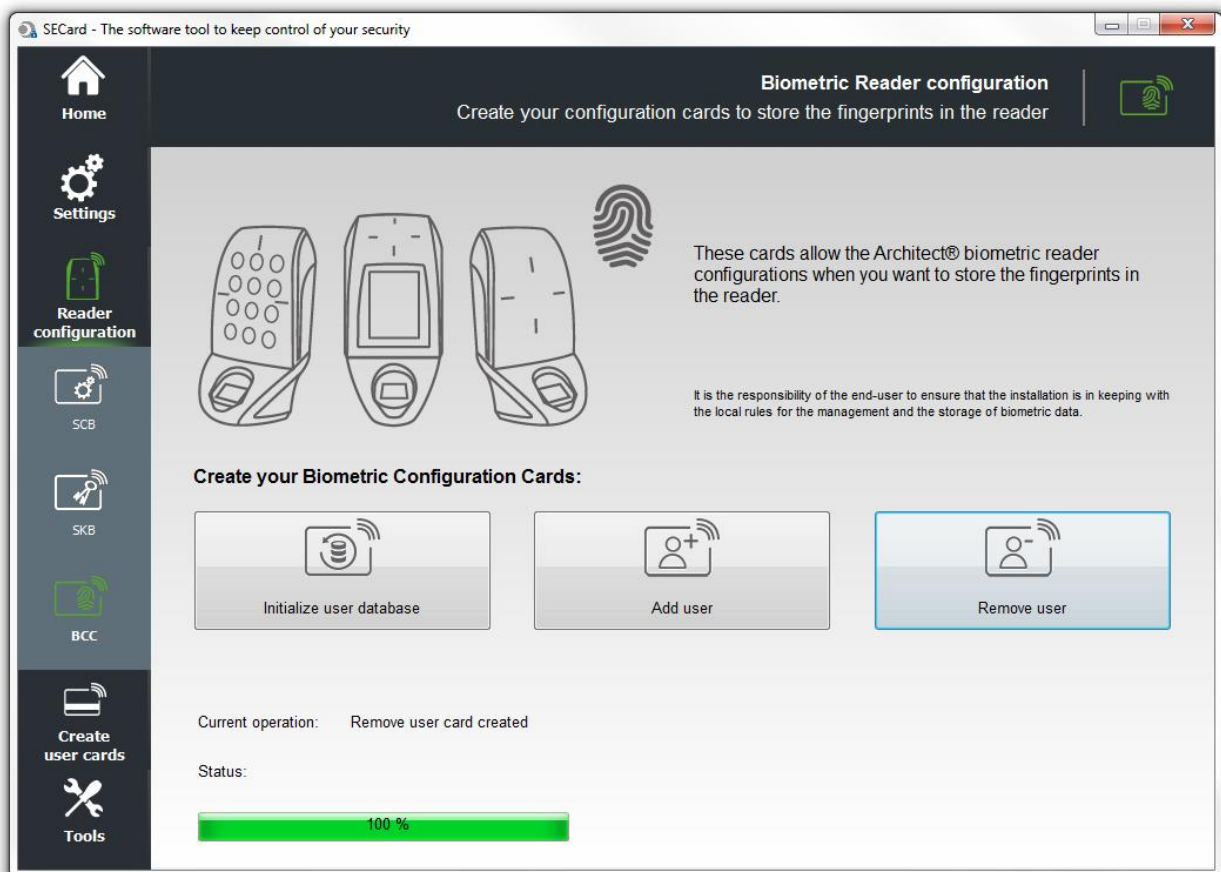 SECard - The software tool to keep control of your security
Home
Biometric Reader configuration
Create your configuration cards to store the fingerprints in the reader
Settings
Reader
configuration
SCB
SKB
BCC
Create
user cards
Tools
These cards allow the Architect® biometric reader
configurations when you want to store the fingerprints in
the reader.
It is the responsibility of the end-user to ensure that the installation is in keeping with
the local rules for the management and the storage of biometric data.
Create your Biometric Configuration Cards:
Initialize user database
Add user
Remove user
Current operation: Remove user card created
Status:
100 %